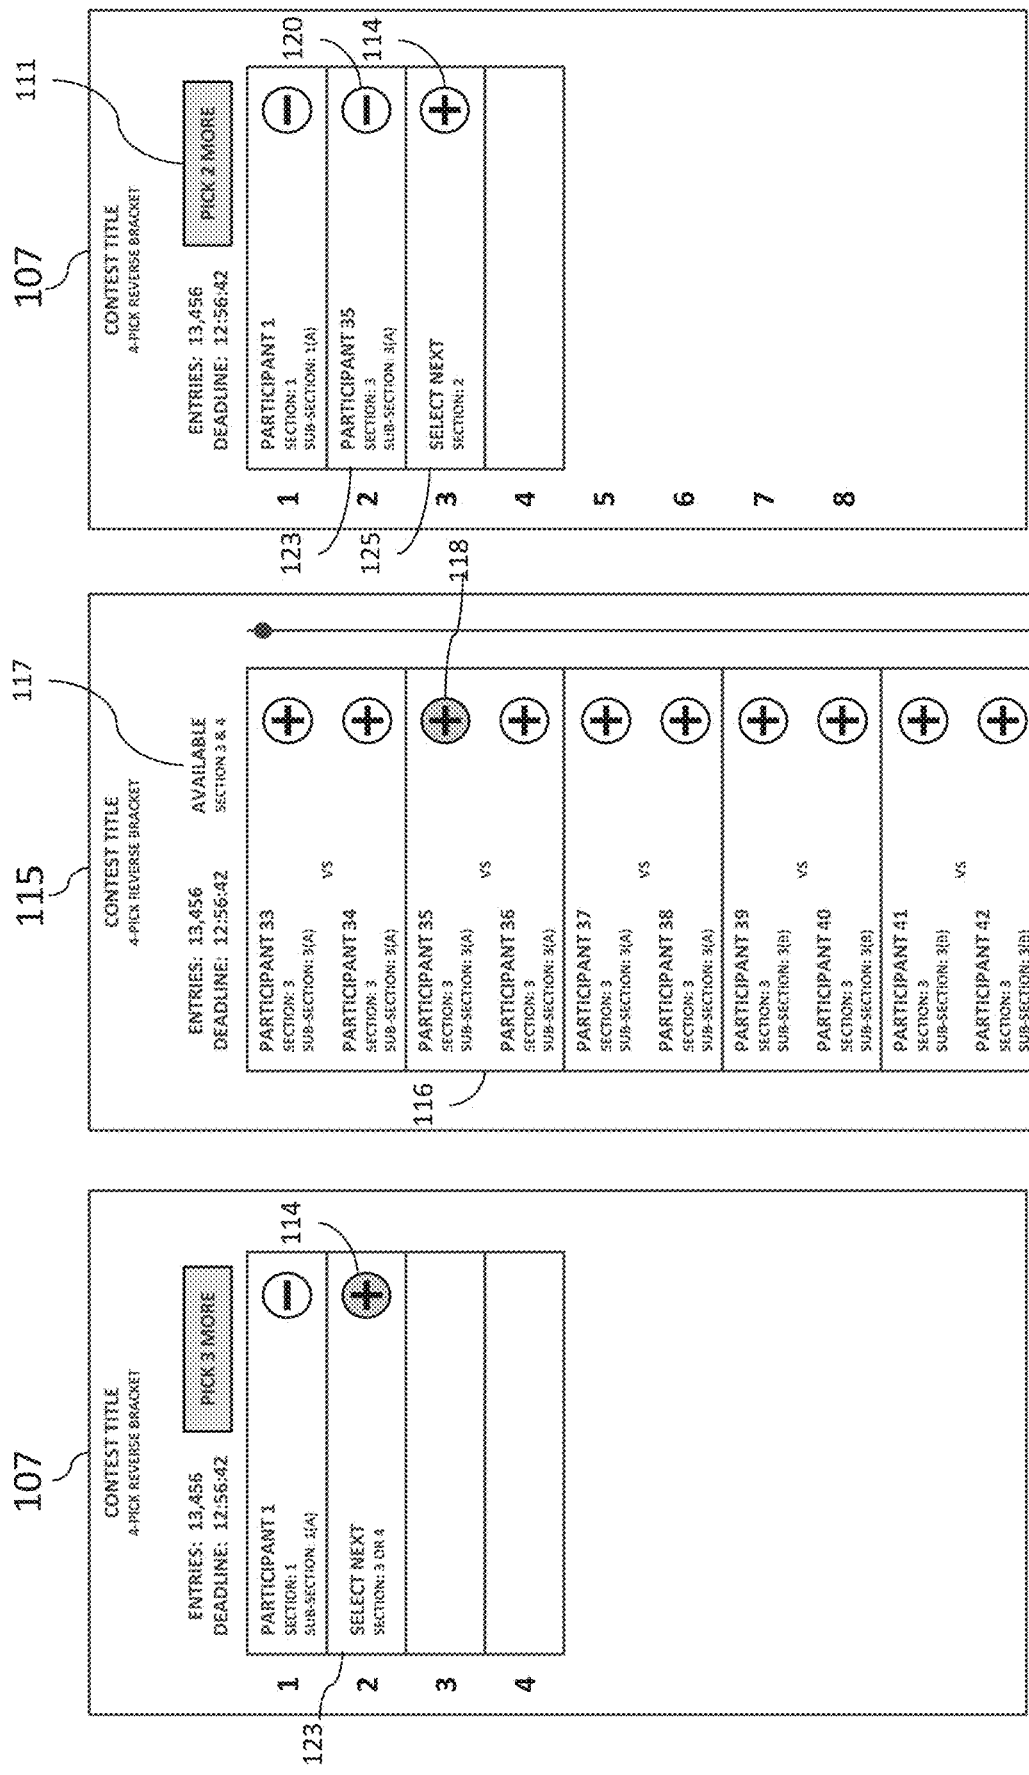 107
CONTEST TITLE
4-PICK REVERSE BRACKET
ENTRIES: 13,456
DEADLINE: 12:56:42
PICK 3 MORE
1
PARTICIPANT 1
SECTION: 1
SUB-SECTION: 1(A)
114
123
2
SELECT NEXT
SECTION: 3 OR 4
3
4
115
CONTEST TITLE
4-PICK REVERSE BRACKET
117
ENTRIES: 13,456
DEADLINE: 12:56:42
AVAILABLE
SECTION 3 & 4
PARTICIPANT 33
SECTION: 3
SUB-SECTION: 3(A)
VS
PARTICIPANT 34
SECTION: 3
SUB-SECTION: 3(A)
116
118
PARTICIPANT 35
SECTION: 3
SUB-SECTION: 3(A)
VS
PARTICIPANT 36
SECTION: 3
SUB-SECTION: 3(A)
PARTICIPANT 37
SECTION: 3
SUB-SECTION: 3(A)
VS
PARTICIPANT 38
SECTION: 3
SUB-SECTION: 3(A)
PARTICIPANT 39
SECTION: 3
SUB-SECTION: 3(B)
VS
PARTICIPANT 40
SECTION: 3
SUB-SECTION: 3(B)
PARTICIPANT 41
SECTION: 3
SUB-SECTION: 3(B)
VS
PARTICIPANT 42
SECTION: 3
SUB-SECTION: 3(B)
107
111
CONTEST TITLE
4-PICK REVERSE BRACKET
ENTRIES: 13,456
DEADLINE: 12:56:42
PICK 2 MORE
123
120
1
PARTICIPANT 1
SECTION: 1
SUB-SECTION: 1(A)
125
114
2
PARTICIPANT 35
SECTION: 3
SUB-SECTION: 3(A)
3
SELECT NEXT
SECTION: 2
4
5
6
7
8